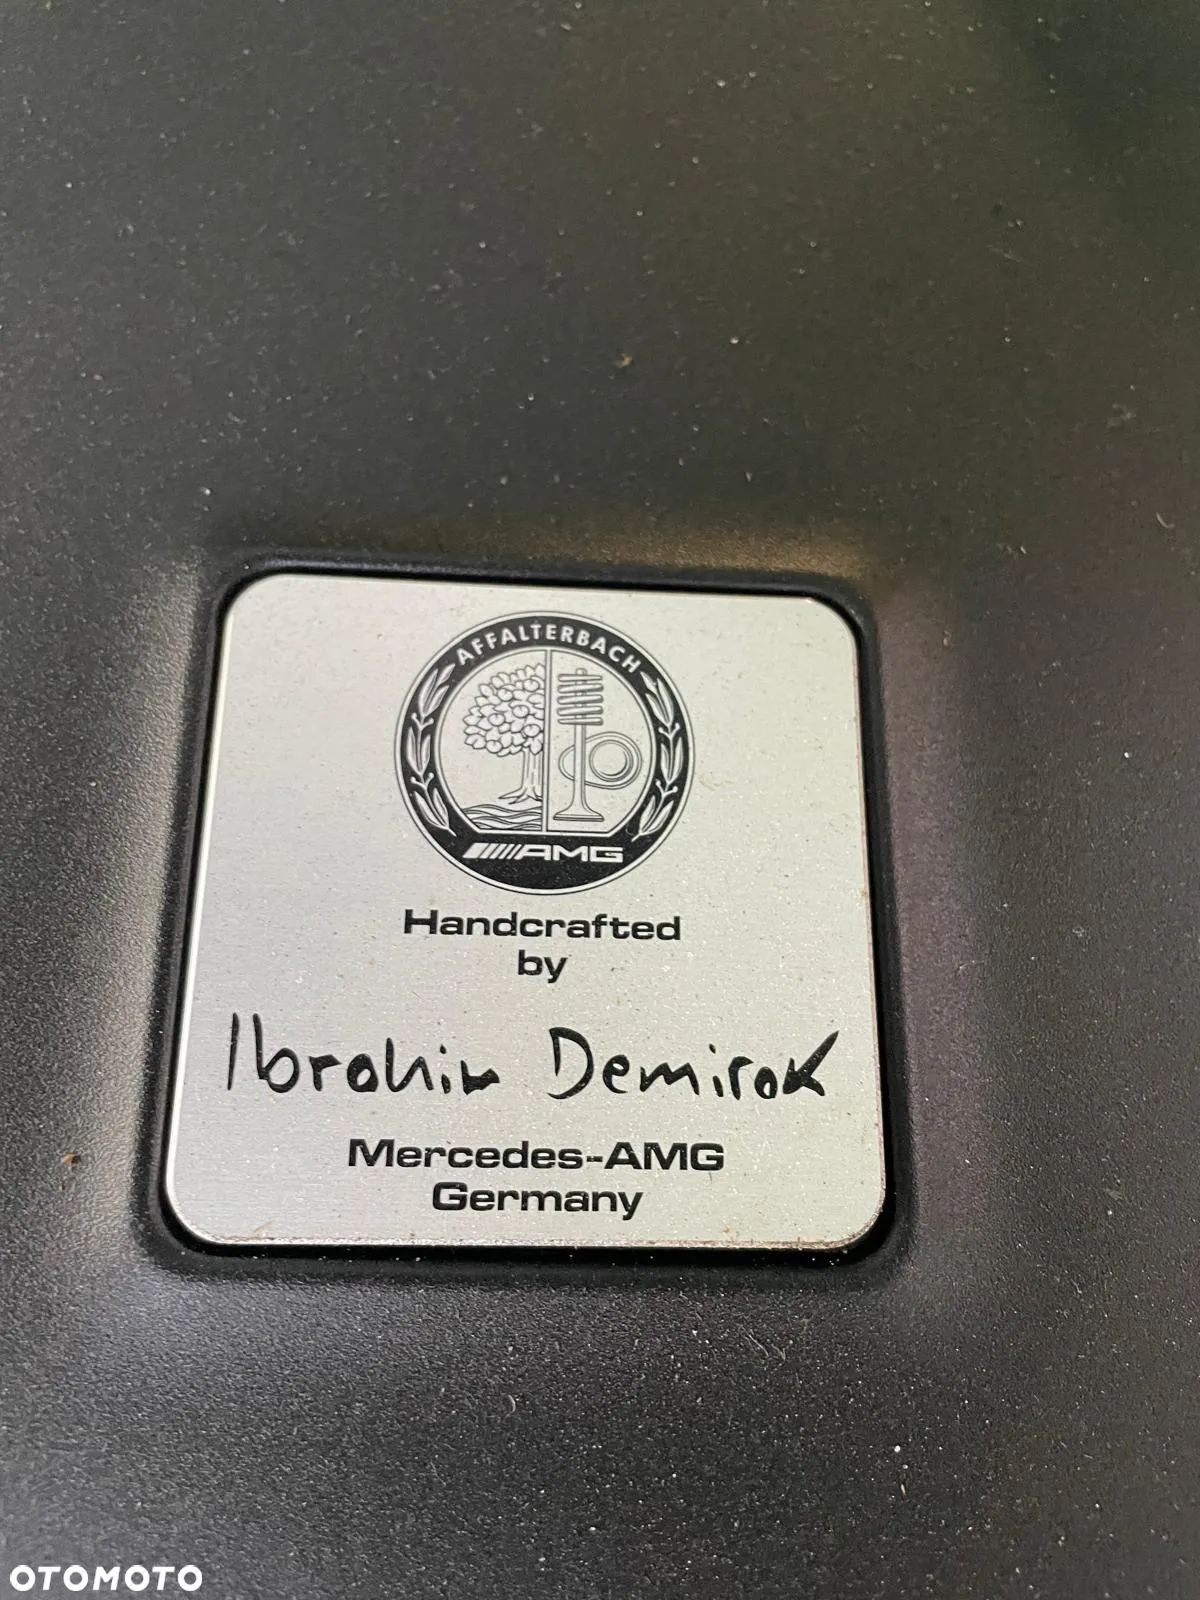 AFFALTERBACH
AMG
Handcrafted
by
Ibrahim Demirok
Mercedes-AMG
Germany
OTOMOTO